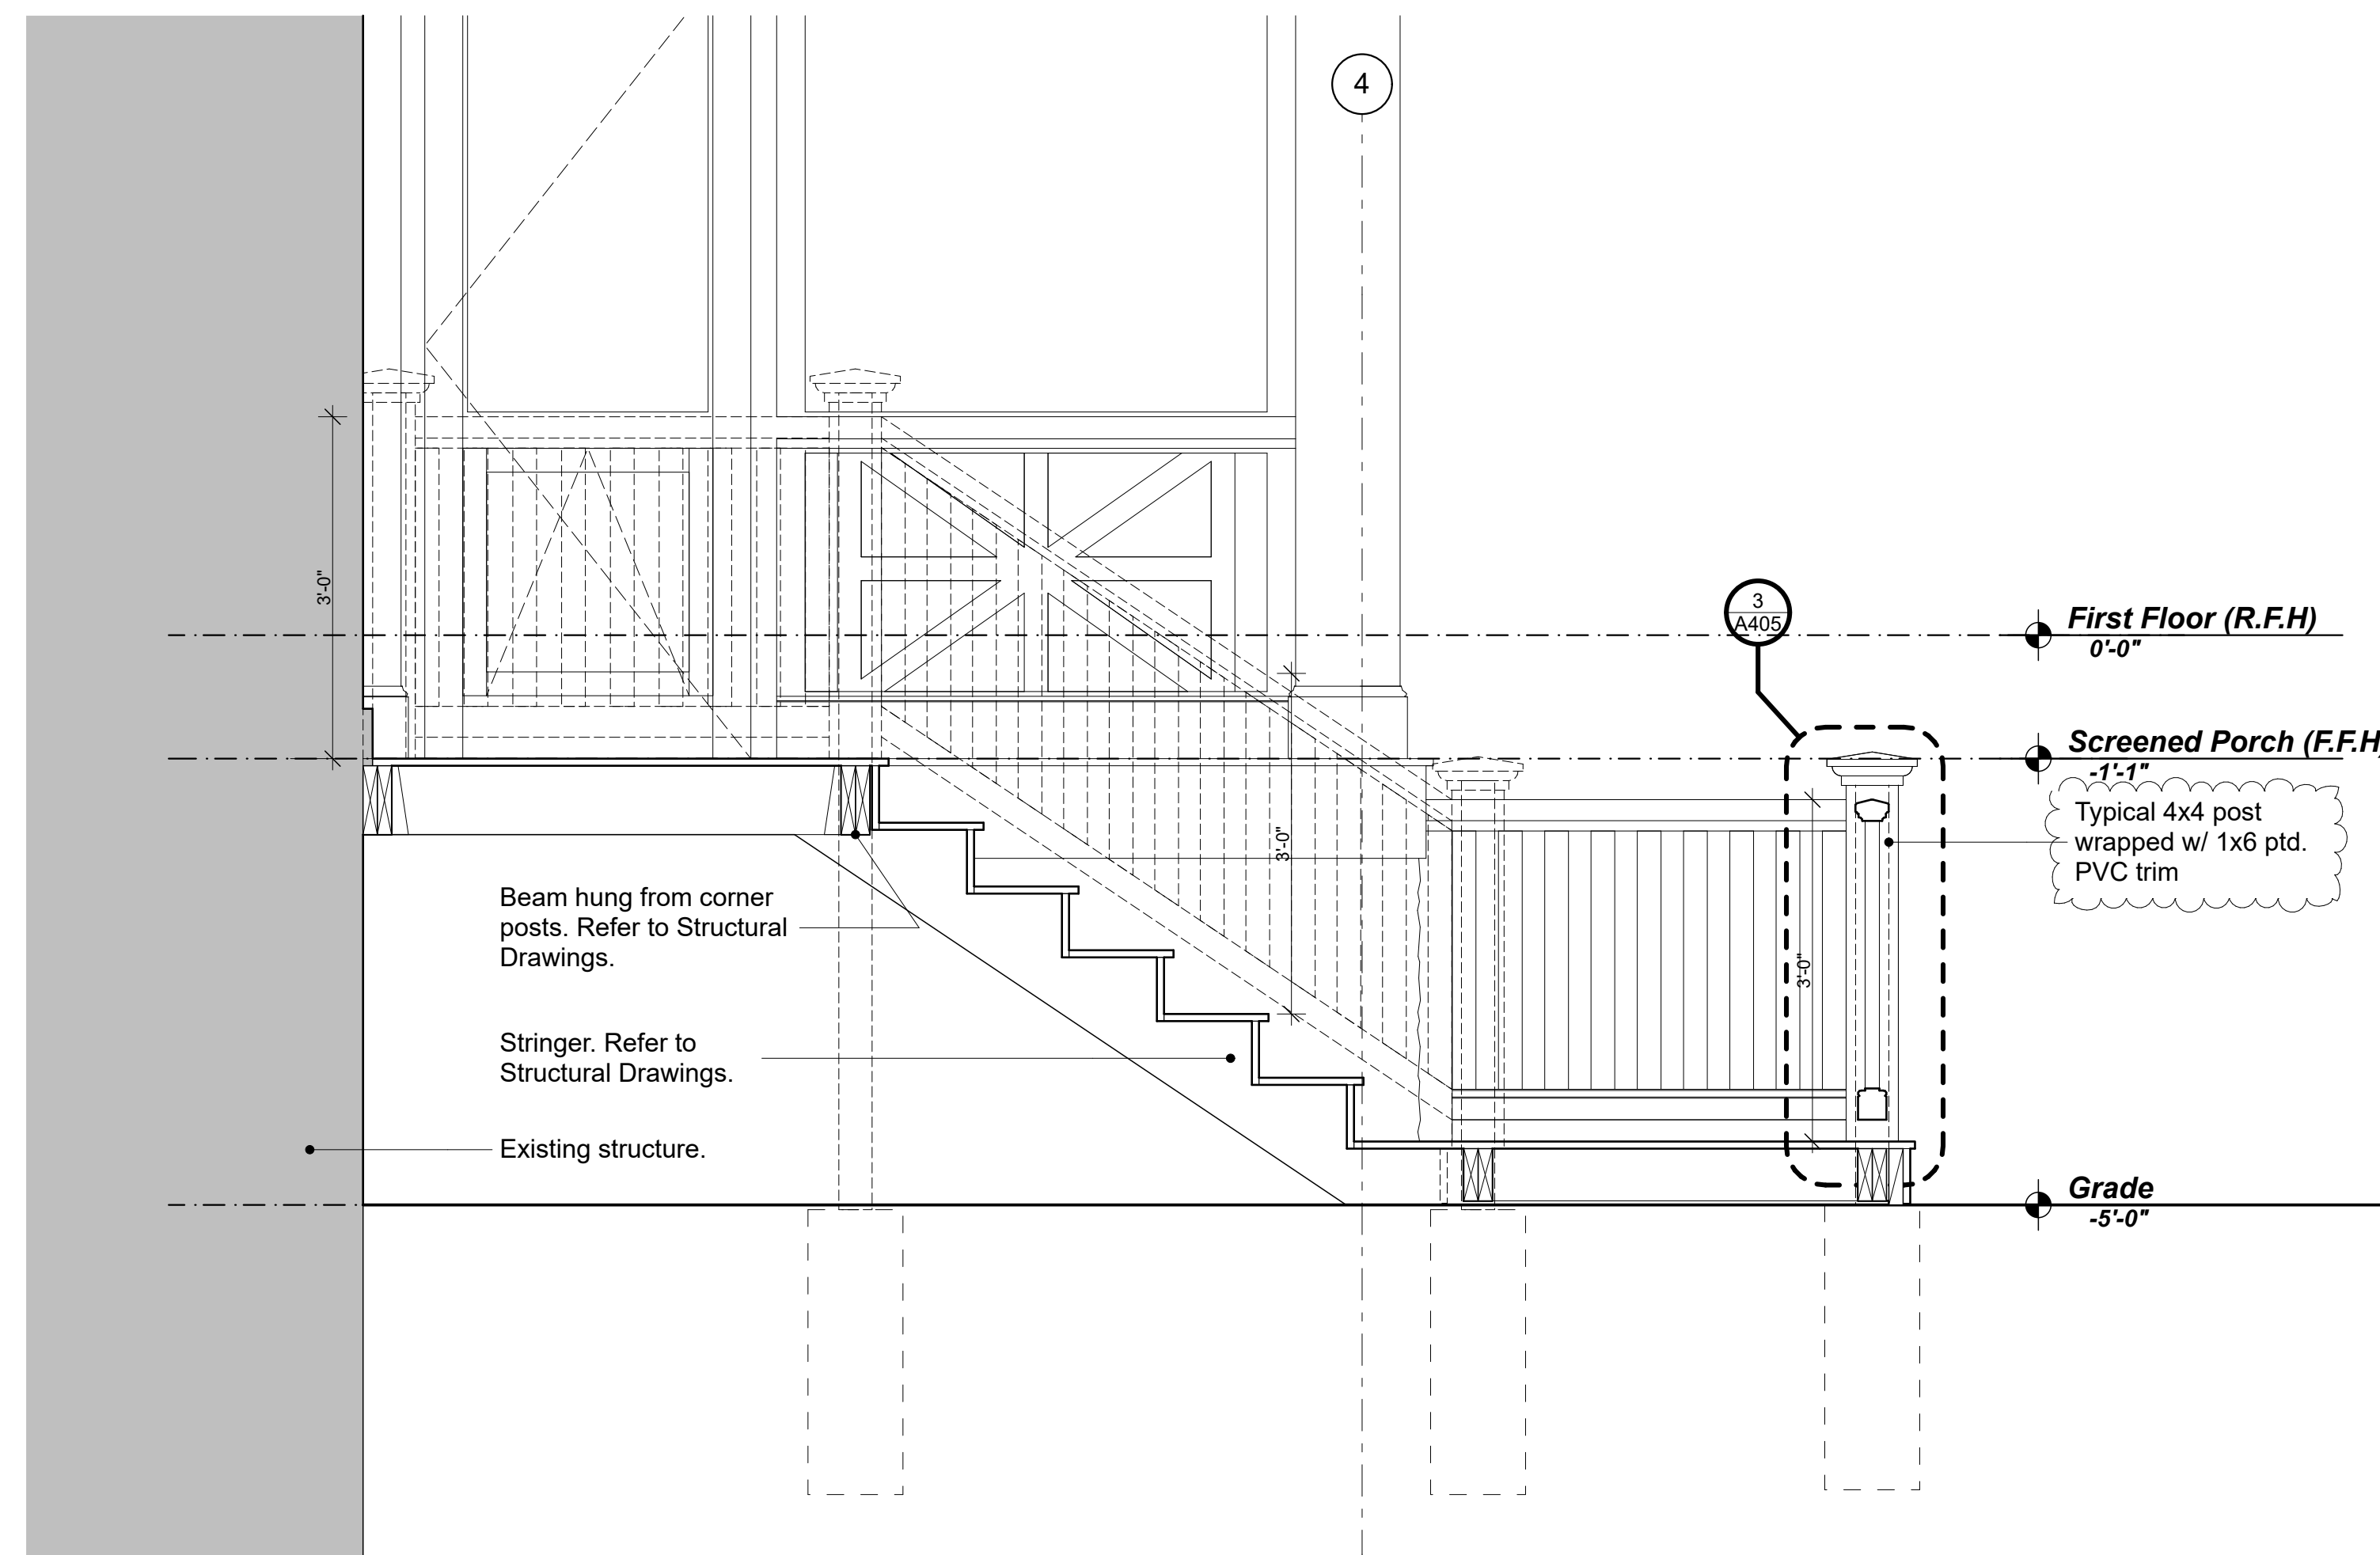 4
3'-0"
3
A405
First Floor (R.F.H)
0'-0"
Screened Porch (F.F.H)
-1'-1"
Typical 4x4 post
wrapped w/ 1x6 ptd.
PVC trim
3'-0"
3'-0"
Beam hung from corner
posts. Refer to Structural
Drawings.
Stringer. Refer to
Structural Drawings.
Existing structure.
Grade
-5'-0"